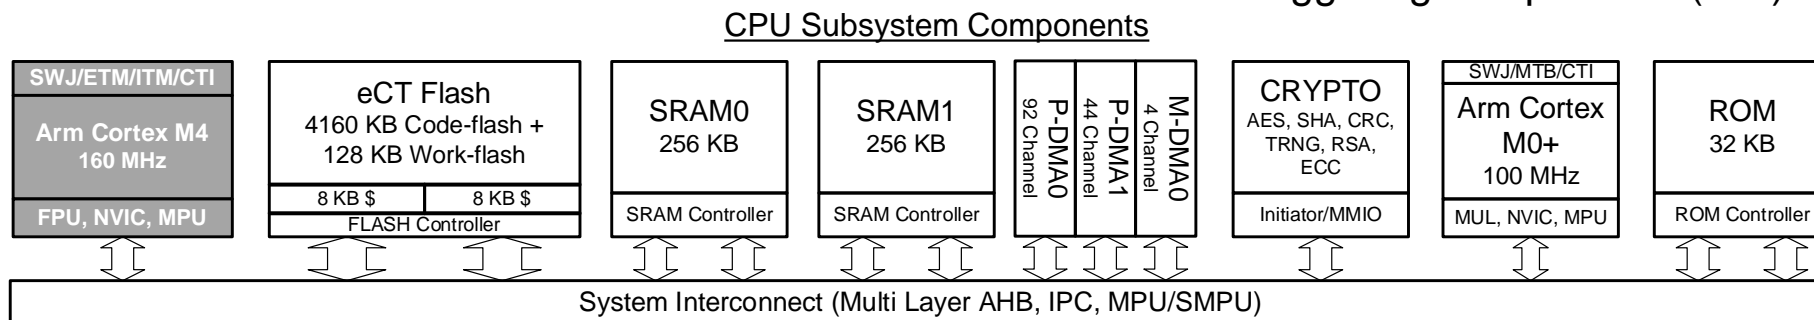 CPU Subsystem Components
SWJ/ETM/ITM/CTI
Arm Cortex M4
160 MHz
FPU, NVIC, MPU
eCT Flash
4160 KB Code-flash +
128 KB Work-flash
8 KB $
8 KB $
FLASH Controller
SRAM0
256 KB
SRAM Controller
SRAM1
256 KB
SRAM Controller
P-DMA0
92 Channel
P-DMA1
44 Channel
M-DMA0
4 Channel
CRYPTO
AES, SHA, CRC,
TRNG, RSA,
ECC
Initiator/MMIO
SWJ/MTB/CTI
Arm Cortex
M0+
100 MHz
MUL, NVIC, MPU
ROM
32 KB
ROM Controller
System Interconnect (Multi Layer AHB, IPC, MPU/SMPU)